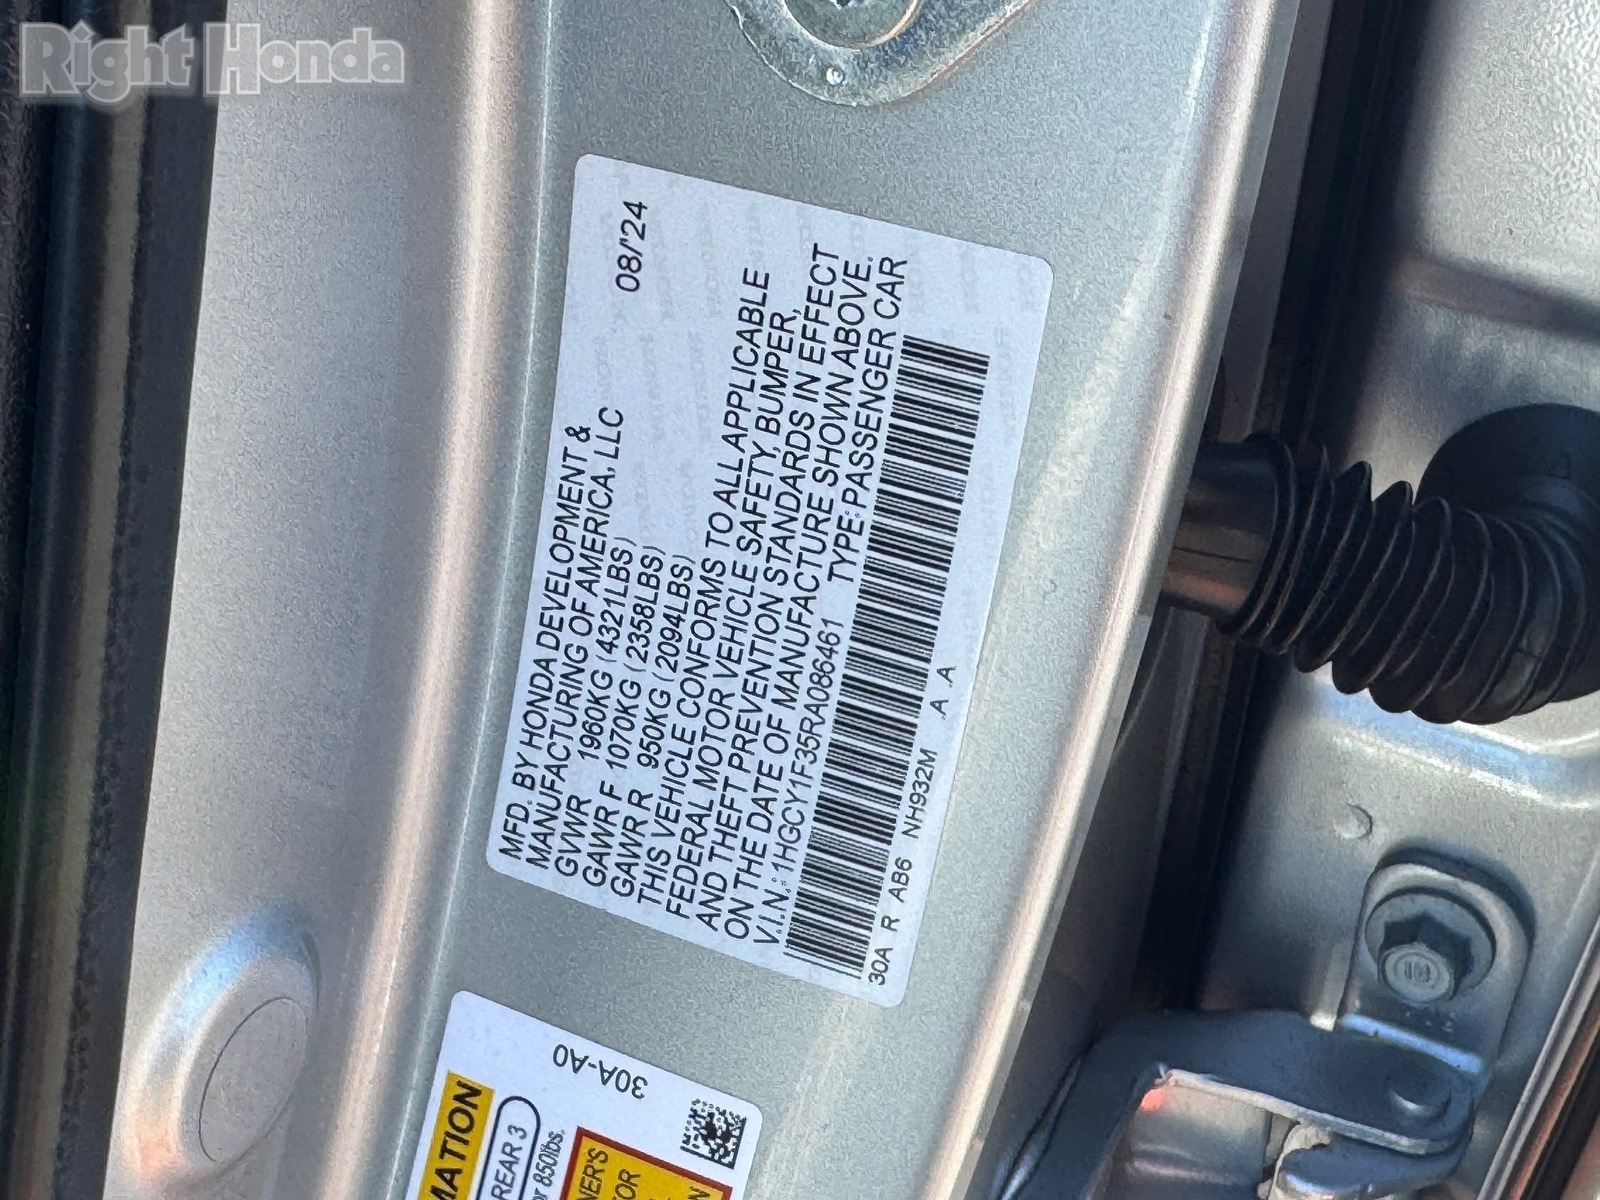 Right Honda
MFD. BY HONDA DEVELOPMENT &
MANUFACTURING OF AMERICA, LLC 08/'24
GVWR 1960KG (4321LBS)
GAWR F 1070KG (2358LBS)
GAWR R 950KG (2094LBS)
THIS VEHICLE CONFORMS TO ALL APPLICABLE
FEDERAL MOTOR VEHICLE SAFETY, BUMPER,
AND THEFT PREVENTION STANDARDS IN EFFECT
ON THE DATE OF MANUFACTURE SHOWN ABOVE.
V.I.N.: 1HGCY1F35RA086461 TYPE: PASSENGER CAR
30A R AB6 NH932M A A
30A-A0
REAR 3
850lbs.